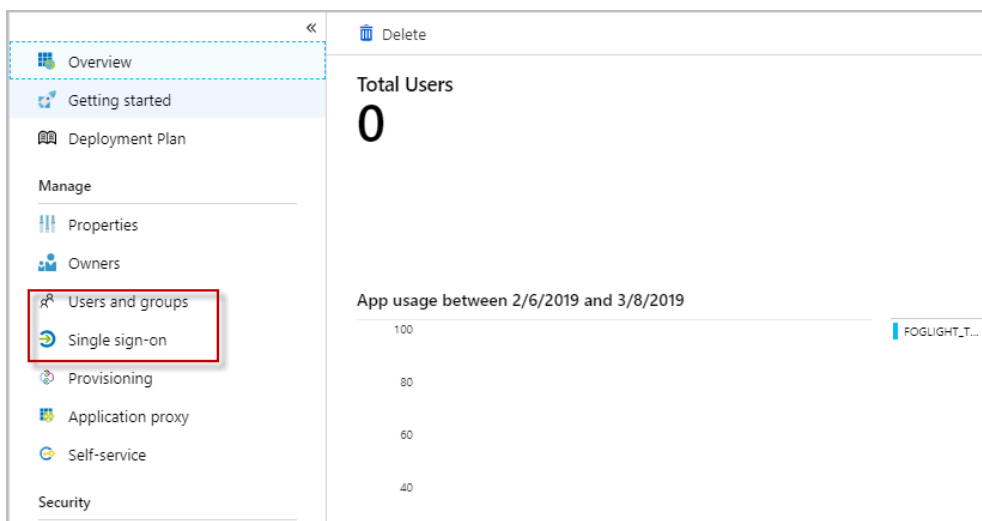 «
Overview
Getting started
Deployment Plan
Manage
Properties
Owners
Users and groups
Single sign-on
Provisioning
Application proxy
Self-service
Security
Delete
Total Users
0
App usage between 2/6/2019 and 3/8/2019
100
80
60
40
FOGLIGHT_T...